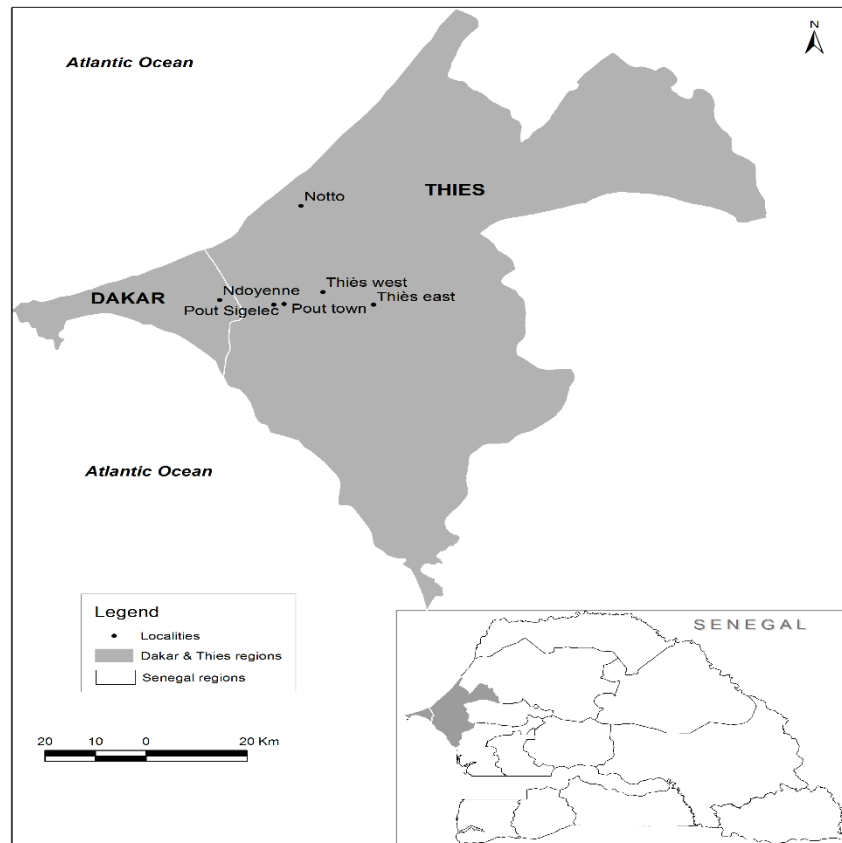 N
Atlantic Ocean
THIES
Notto
Thiès west
Ndoyenne
DAKAR
Thiès east
Pout Sigelec
Pout town
Atlantic Ocean
Legend
Localities
Dakar & Thies regions
Senegal regions
SENEGAL
20 10 0 20 Km